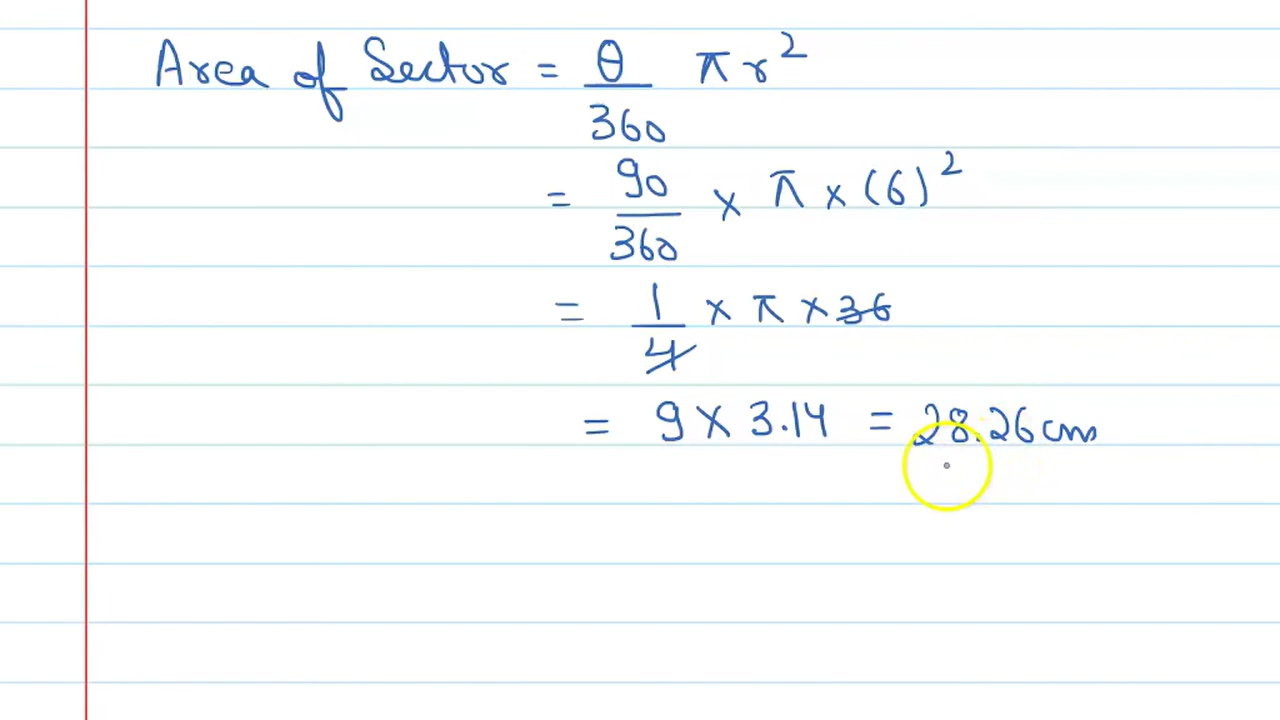 Area of Sector = θ/360 πr²
= 90/360 × π × (6)²
= 1/4 × π × 36
= 9 × 3.14 = 28.26 cm